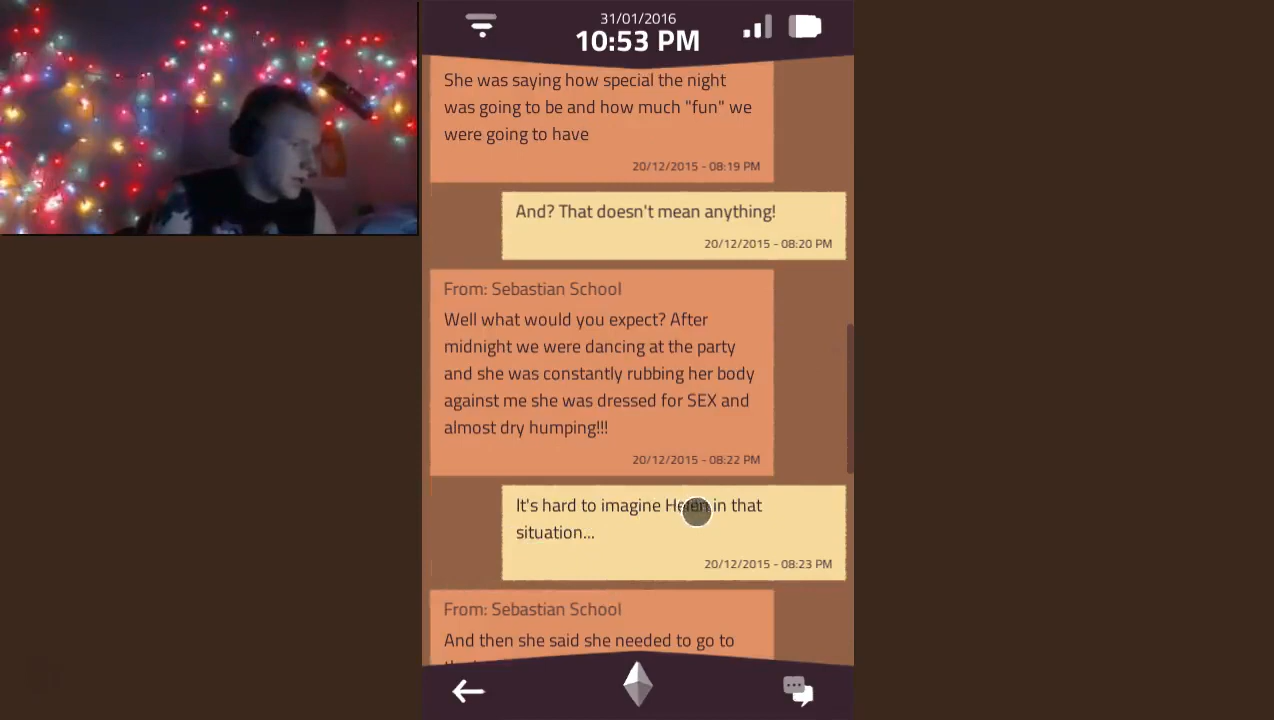 31/01/2016
10:53 PM
She was saying how special the night
was going to be and how much "fun" we
were going to have
20/12/2015 - 08:19 PM
And? That doesn't mean anything!
20/12/2015 - 08:20 PM
From: Sebastian School
Well what would you expect? After
midnight we were dancing at the party
and she was constantly rubbing her body
against me she was dressed for SEX and
almost dry humping!!!
20/12/2015 - 08:22 PM
It's hard to imagine Helen in that
situation...
20/12/2015 - 08:23 PM
From: Sebastian School
And then she said she needed to go to